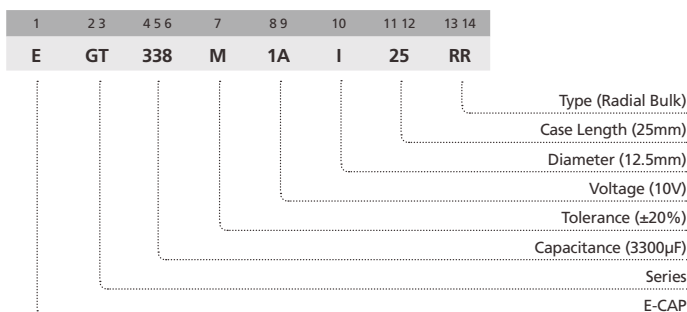 1 2 3 4 5 6 7 8 9 10 11 12 13 14
E GT 338 M 1A I 25 RR
Type (Radial Bulk)
Case Length (25mm)
Diameter (12.5mm)
Voltage (10V)
Tolerance (±20%)
Capacitance (3300µF)
Series
E-CAP